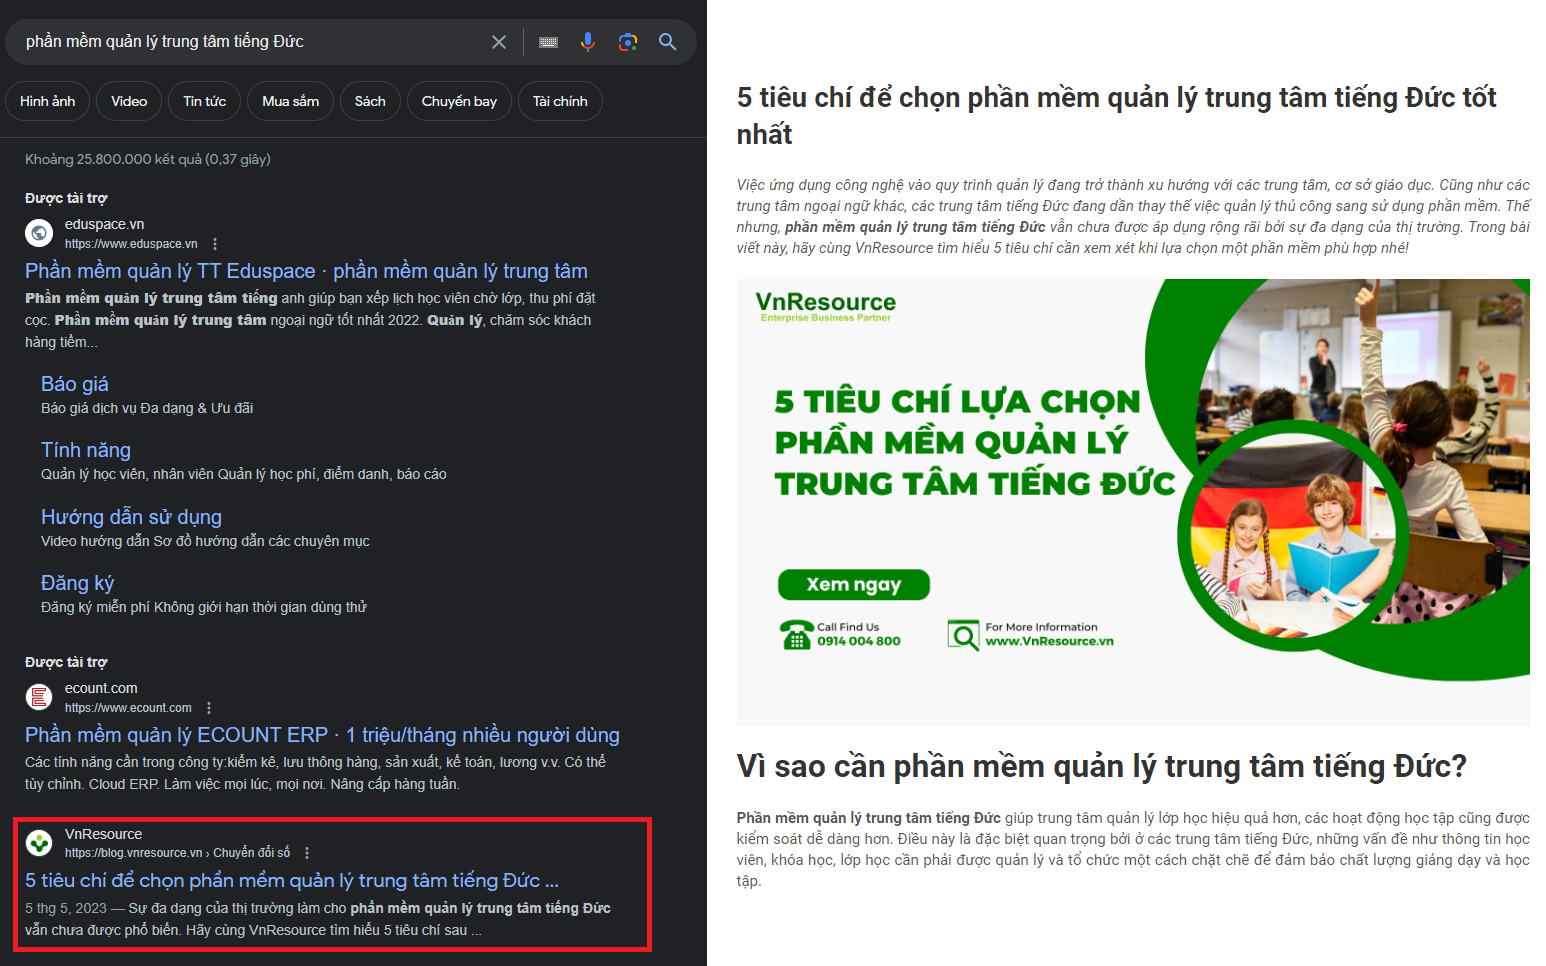 phần mềm quản lý trung tâm tiếng Đức
Hình ảnh
Video
Tin tức
Mua sắm
Sách
Chuyến bay
Tài chính
Khoảng 25.800.000 kết quả (0,37 giây)
Được tài trợ
eduspace.vn
https://www.eduspace.vn
Phần mềm quản lý TT Eduspace · phần mềm quản lý trung tâm
Phần mềm quản lý trung tâm tiếng anh giúp bạn xếp lịch học viên chờ lớp, thu phí đặt
cọc. Phần mềm quản lý trung tâm ngoại ngữ tốt nhất 2022. Quản lý, chăm sóc khách
hàng tiềm...
Báo giá
Báo giá dịch vụ Đa dạng & Ưu đãi
Tính năng
Quản lý học viên, nhân viên Quản lý học phí, điểm danh, báo cáo
Hướng dẫn sử dụng
Video hướng dẫn Sơ đồ hướng dẫn các chuyên mục
Đăng ký
Đăng ký miễn phí Không giới hạn thời gian dùng thử
Được tài trợ
ecount.com
https://www.ecount.com
Phần mềm quản lý ECOUNT ERP · 1 triệu/tháng nhiều người dùng
Các tính năng cần trong công ty:kiểm kê, lưu thông hàng, sản xuất, kế toán, lương v.v. Có thể
tùy chỉnh. Cloud ERP. Làm việc mọi lúc, mọi nơi. Nâng cấp hàng tuần.
VnResource
https://blog.vnresource.vn › Chuyển đổi số
5 tiêu chí để chọn phần mềm quản lý trung tâm tiếng Đức ...
5 thg 5, 2023 — Sự đa dạng của thị trường làm cho phần mềm quản lý trung tâm tiếng Đức
vẫn chưa được phổ biến. Hãy cùng VnResource tìm hiểu 5 tiêu chí sau ...
5 tiêu chí để chọn phần mềm quản lý trung tâm tiếng Đức tốt
nhất
Việc ứng dụng công nghệ vào quy trình quản lý đang trở thành xu hướng với các trung tâm, cơ sở giáo dục. Cũng như các
trung tâm ngoại ngữ khác, các trung tâm tiếng Đức đang dần thay thế việc quản lý thủ công sang sử dụng phần mềm. Thế
nhưng, phần mềm quản lý trung tâm tiếng Đức vẫn chưa được áp dụng rộng rãi bởi sự đa dạng của thị trường. Trong bài
viết này, hãy cùng VnResource tìm hiểu 5 tiêu chí cần xem xét khi lựa chọn một phần mềm phù hợp nhé!
VnResource
Enterprise Business Partner
5 TIÊU CHÍ LỰA CHỌN
PHẦN MỀM QUẢN LÝ
TRUNG TÂM TIẾNG ĐỨC
Xem ngay
Call Find Us
0914 004 800
For More Information
www.VnResource.vn
Vì sao cần phần mềm quản lý trung tâm tiếng Đức?
Phần mềm quản lý trung tâm tiếng Đức giúp trung tâm quản lý lớp học hiệu quả hơn, các hoạt động học tập cũng được
kiểm soát dễ dàng hơn. Điều này là đặc biệt quan trọng bởi ở các trung tâm tiếng Đức, những vấn đề như thông tin học
viên, khóa học, lớp học cần phải được quản lý và tổ chức một cách chặt chẽ để đảm bảo chất lượng giảng dạy và học
tập.